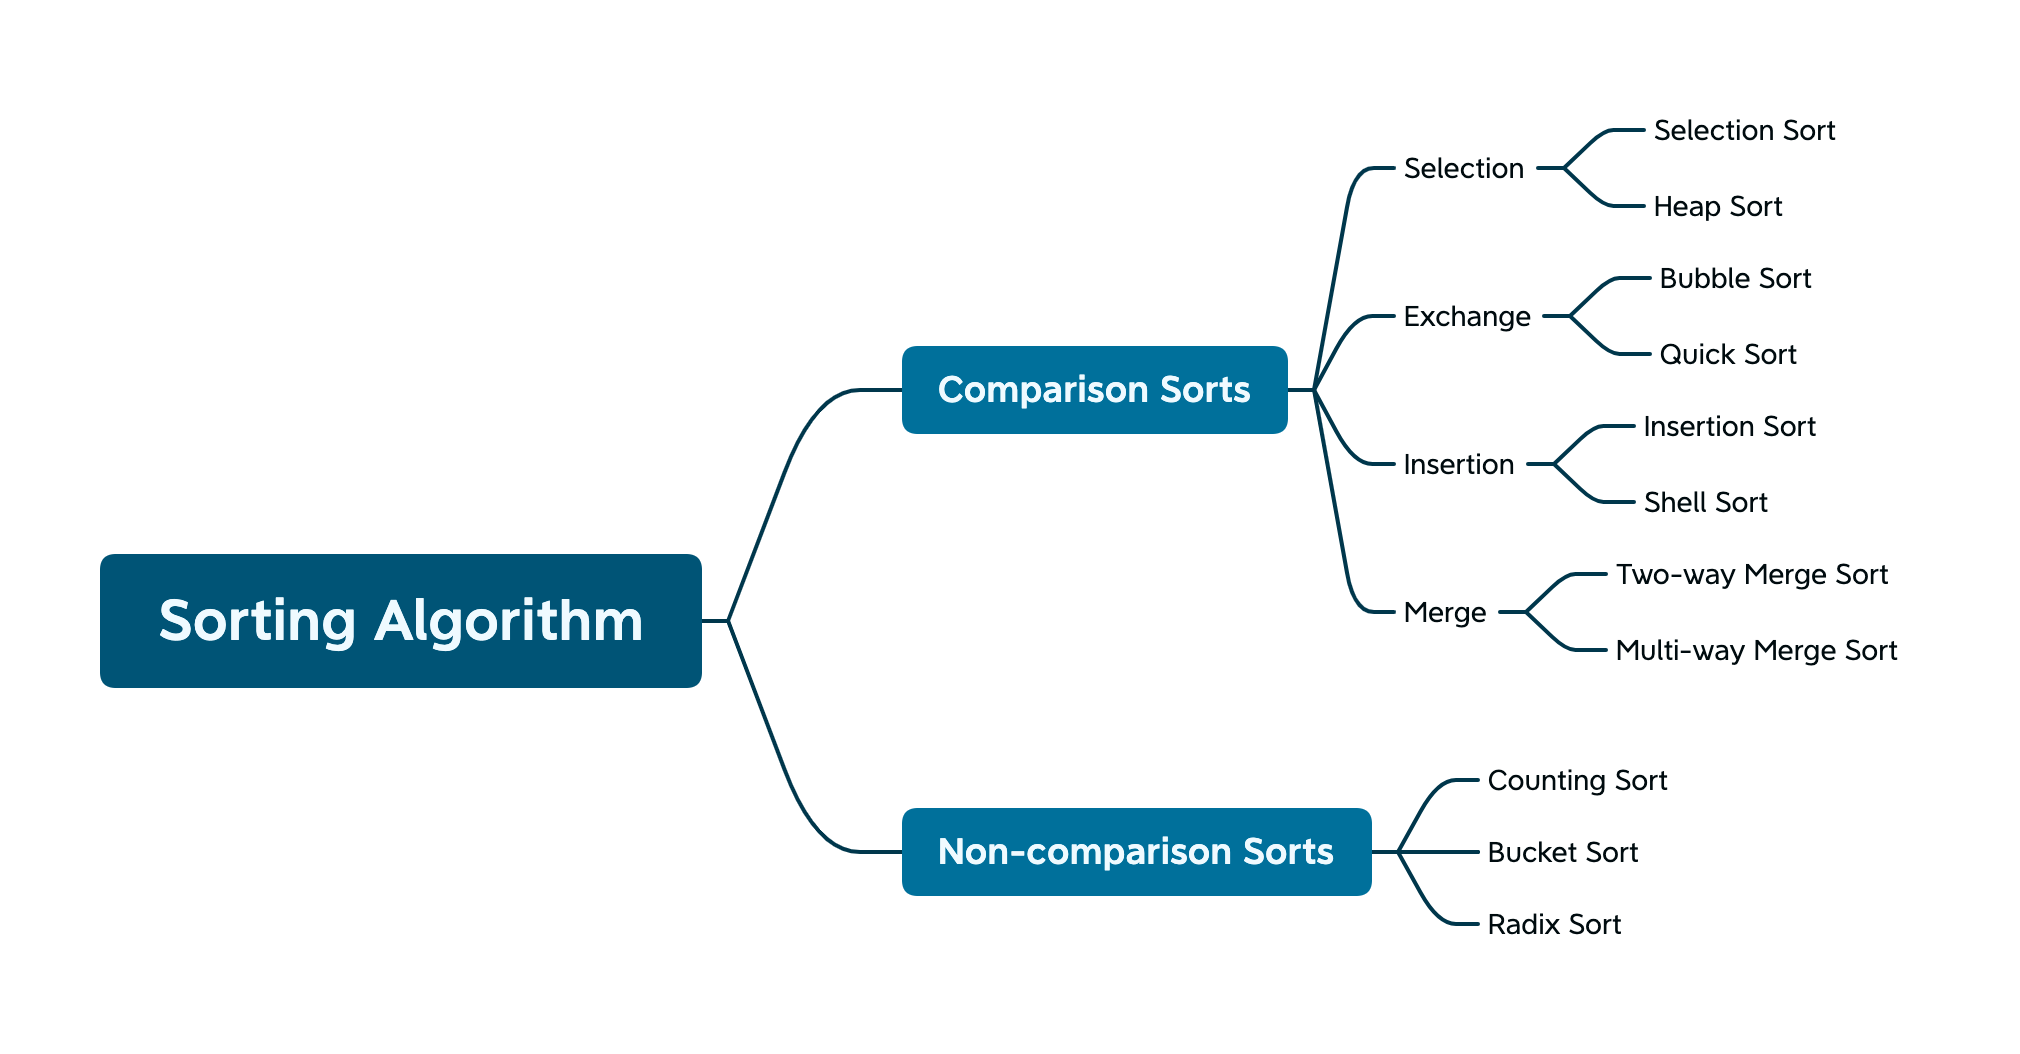 Sorting Algorithm
Comparison Sorts
Selection
Selection Sort
Heap Sort
Exchange
Bubble Sort
Quick Sort
Insertion
Insertion Sort
Shell Sort
Merge
Two-way Merge Sort
Multi-way Merge Sort
Non-comparison Sorts
Counting Sort
Bucket Sort
Radix Sort